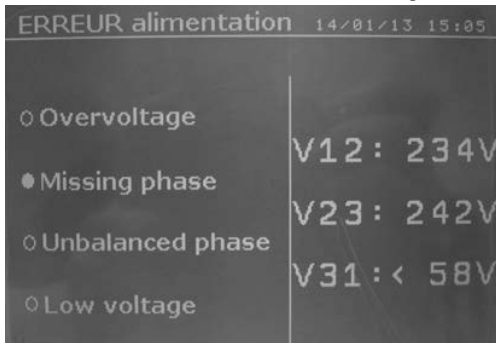 ERREUR alimentation 14/01/13 15:05
Overvoltage
V12: 234V
Missing phase
V23: 242V
Unbalanced phase
V31:< 58V
Low voltage